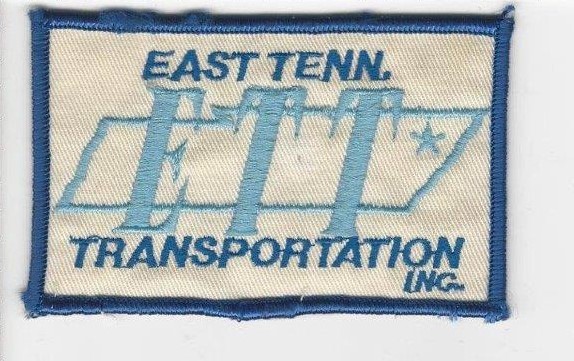 EAST TENN.
ETT
TRANSPORTATION
INC.